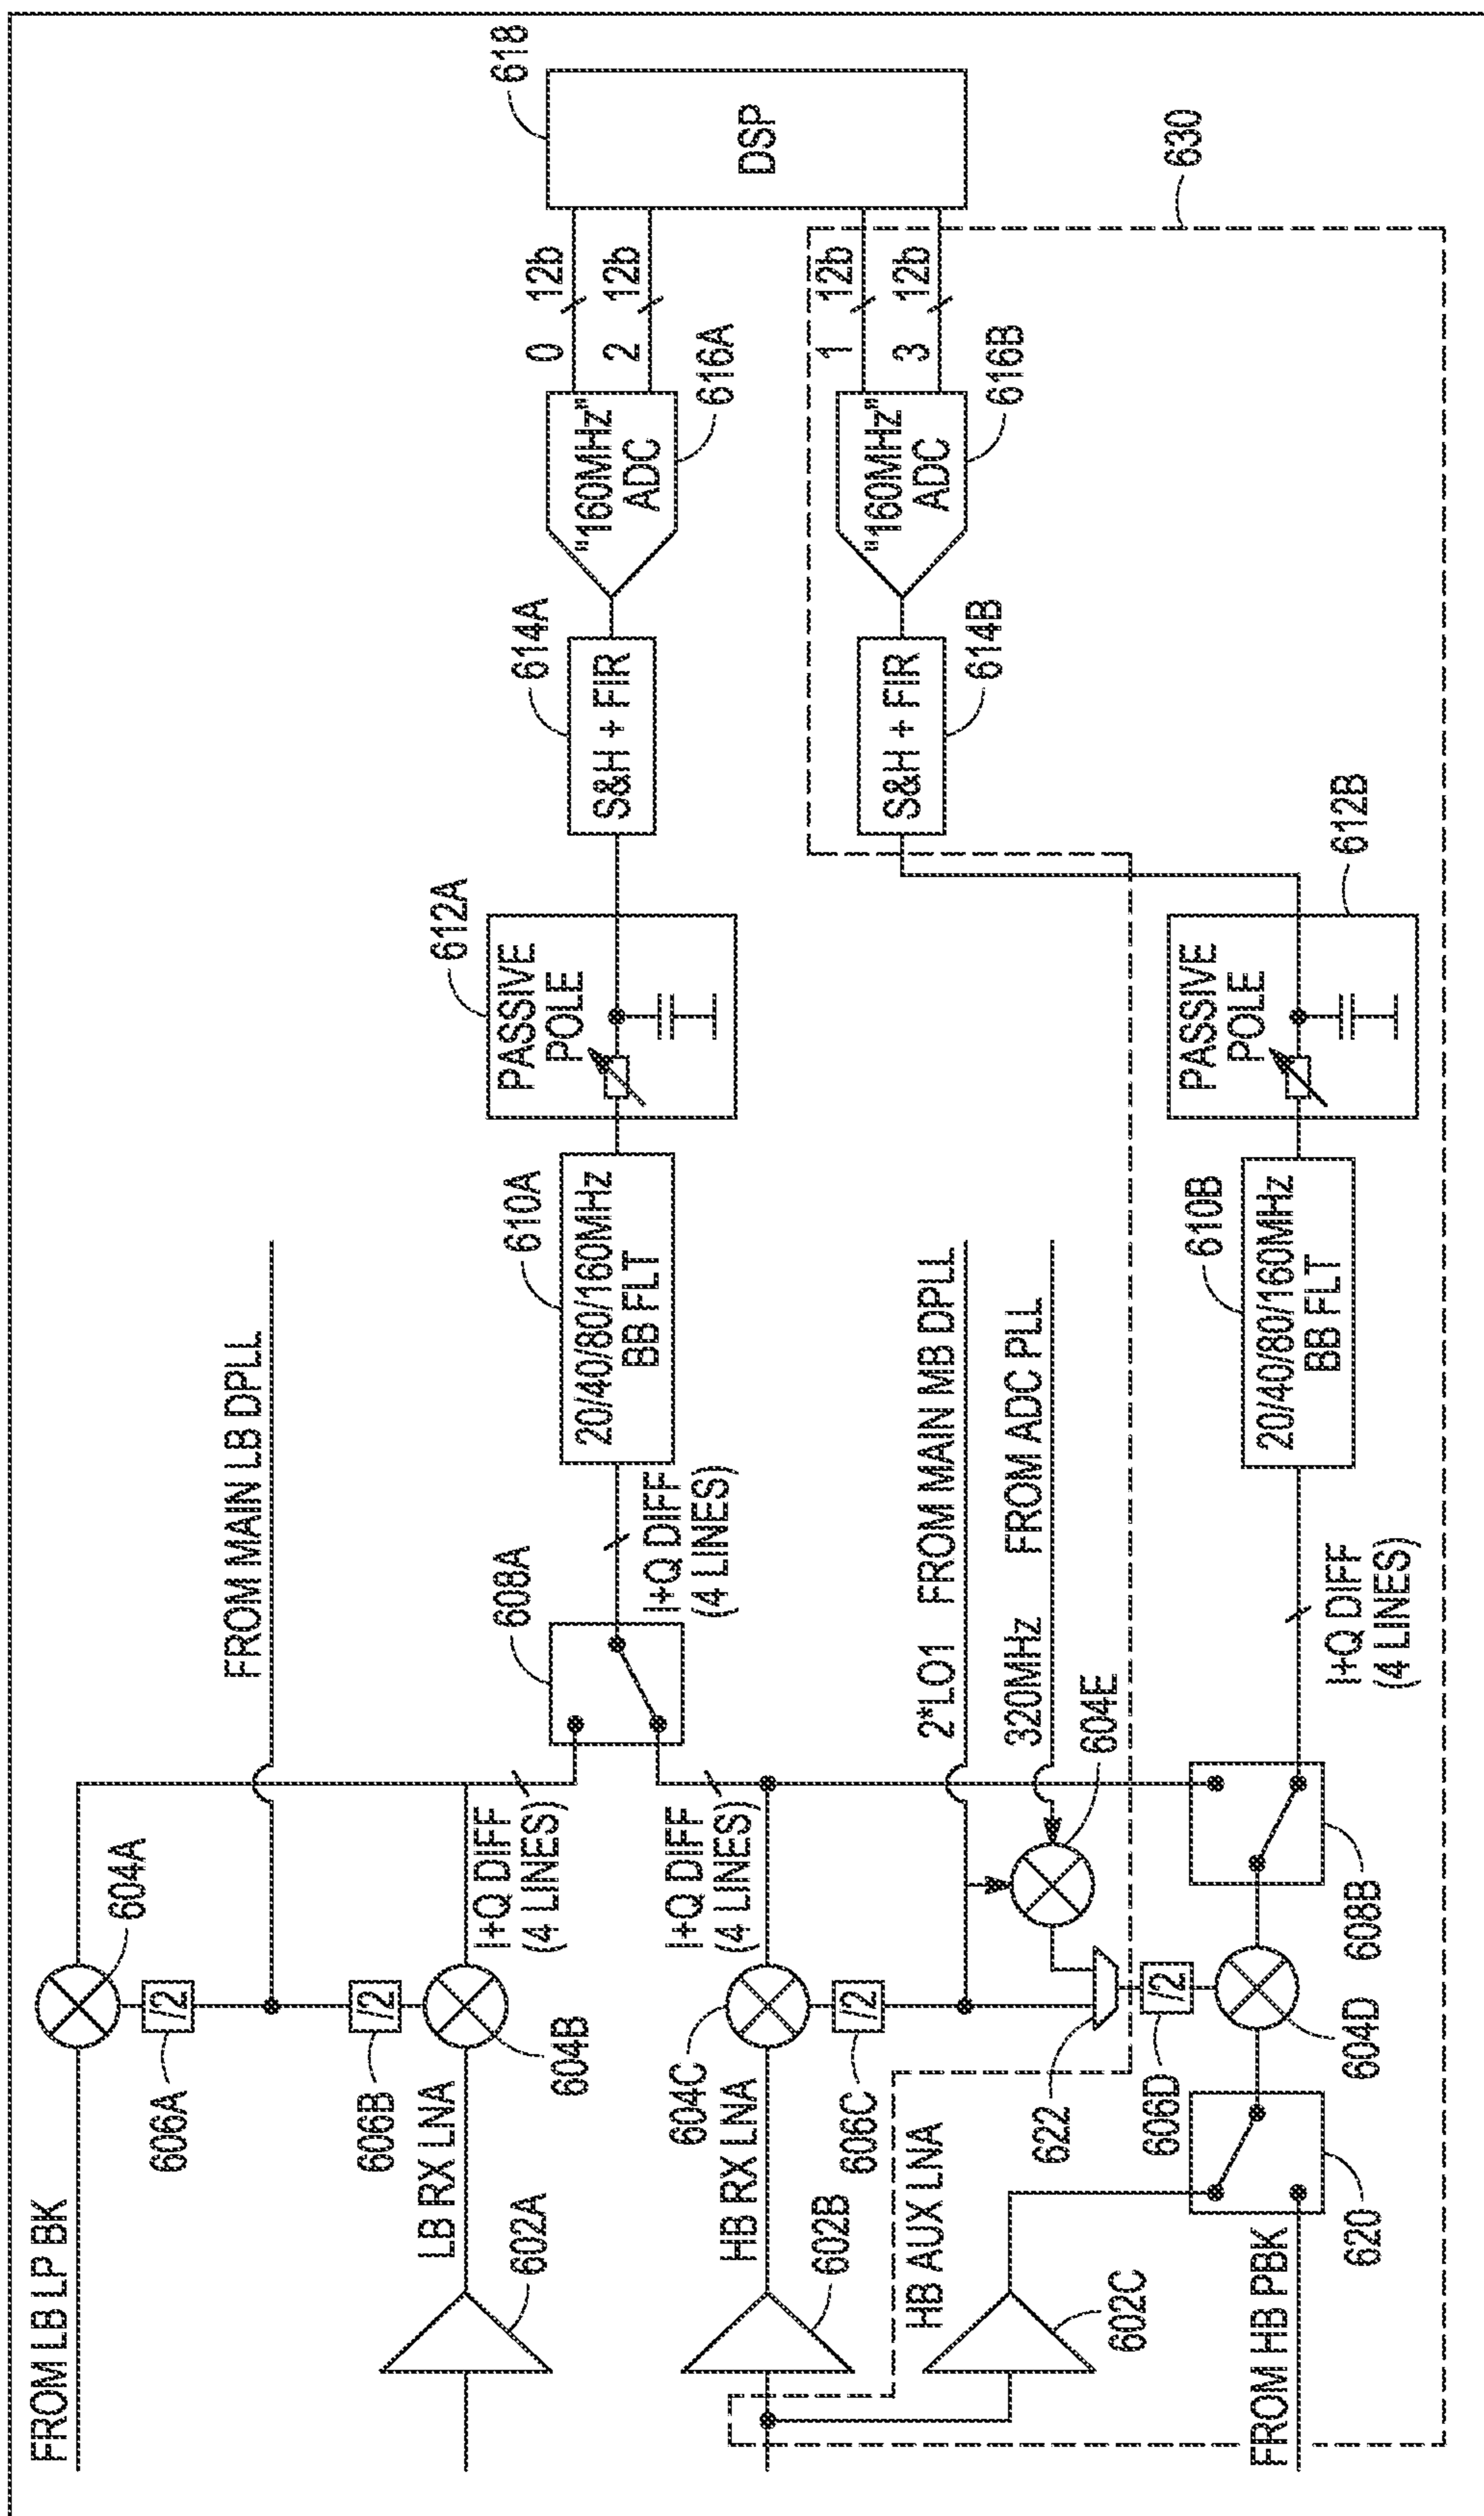 FROM LB LP BK
604A
606A
/2
FROM MAIN LB DPLL
606B
/2
LB RX LNA
602A
604B
I+Q DIFF
(4 LINES)
608A
I+Q DIFF
(4 LINES)
610A
20/40/80/160MHz
BB FLT
612A
PASSIVE
POLE
614A
S&H + FIR
"160MHz"
ADC
616A
0
12b
2
12b
618
DSP
HB RX LNA
602B
604C
606C
/2
I+Q DIFF
(4 LINES)
2*LO1
FROM MAIN MB DPLL
320MHz
FROM ADC PLL
604E
S&H + FIR
614B
"160MHz"
ADC
616B
1
12b
3
12b
630
HB AUX LNA
602C
622
606D
/2
604D
608B
FROM HB PBK
620
I+Q DIFF
(4 LINES)
610B
20/40/80/160MHz
BB FLT
PASSIVE
POLE
612B